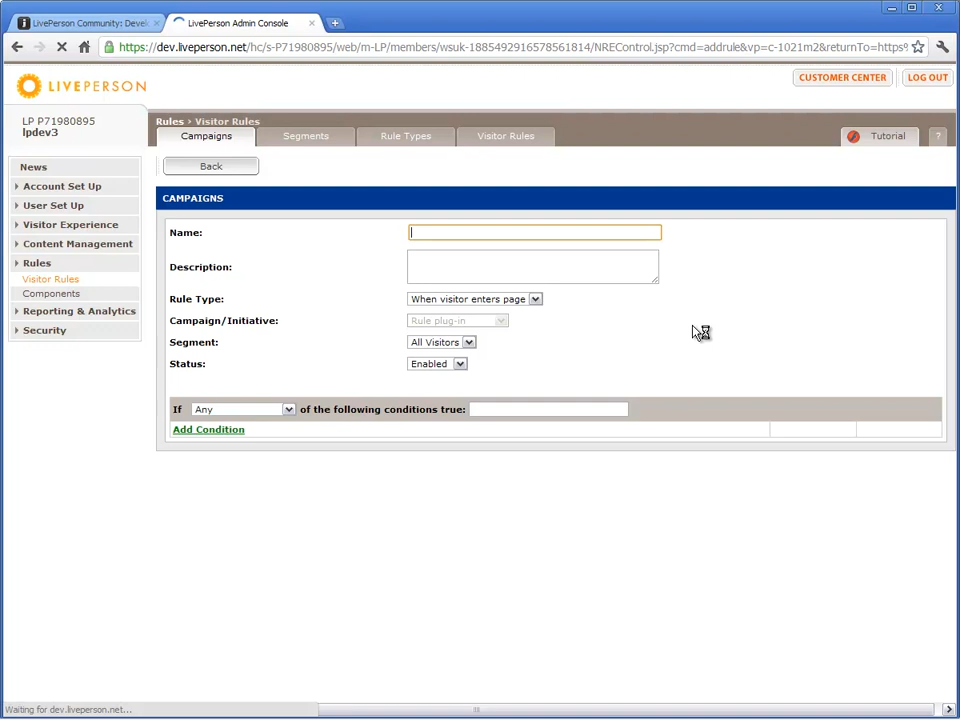 LivePerson Community: Devel
LivePerson Admin Console
https://dev.liveperson.net/hc/s-P71980895/web/m-LP/members/wsuk-1885492916578561814/NREControl.jsp?cmd=addrule&vp=c-1021m2&returnTo=https%
LIVEPERSON
CUSTOMER CENTER
LOG OUT
LP P71980895
lpdev3
Rules > Visitor Rules
Campaigns
Segments
Rule Types
Visitor Rules
Tutorial
?
News
Account Set Up
User Set Up
Visitor Experience
Content Management
Rules
Visitor Rules
Components
Reporting & Analytics
Security
Back
CAMPAIGNS
Name:
Description:
Rule Type: When visitor enters page
Campaign/Initiative: Rule plug-in
Segment: All Visitors
Status: Enabled
If Any of the following conditions true:
Add Condition
Waiting for dev.liveperson.net...